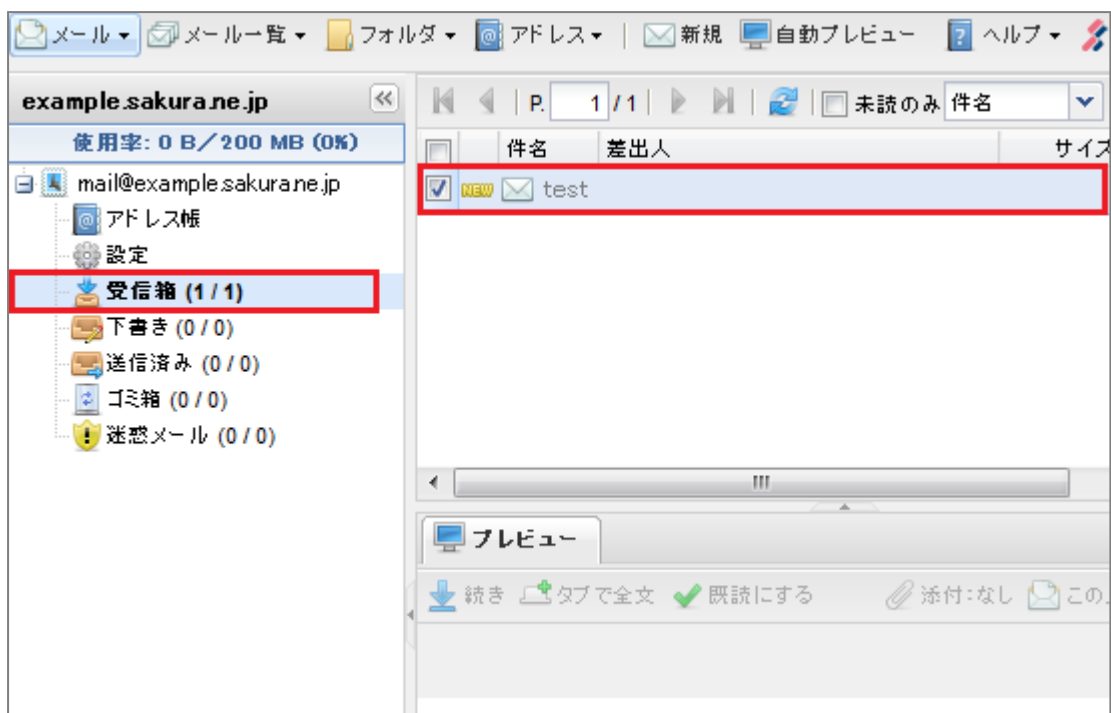 メール メール一覧 フォルダ アドレス 新規 自動プレビュー ヘルプ
example.sakura.ne.jp
使用率: 0 B／200 MB (0%)
mail@example.sakura.ne.jp
アドレス帳
設定
受信箱 (1 / 1)
下書き (0 / 0)
送信済み (0 / 0)
ゴミ箱 (0 / 0)
迷惑メール (0 / 0)
P. 1 / 1 未読のみ 件名
件名 差出人 サイズ
NEW test
プレビュー
続き タブで全文 既読にする 添付:なし この